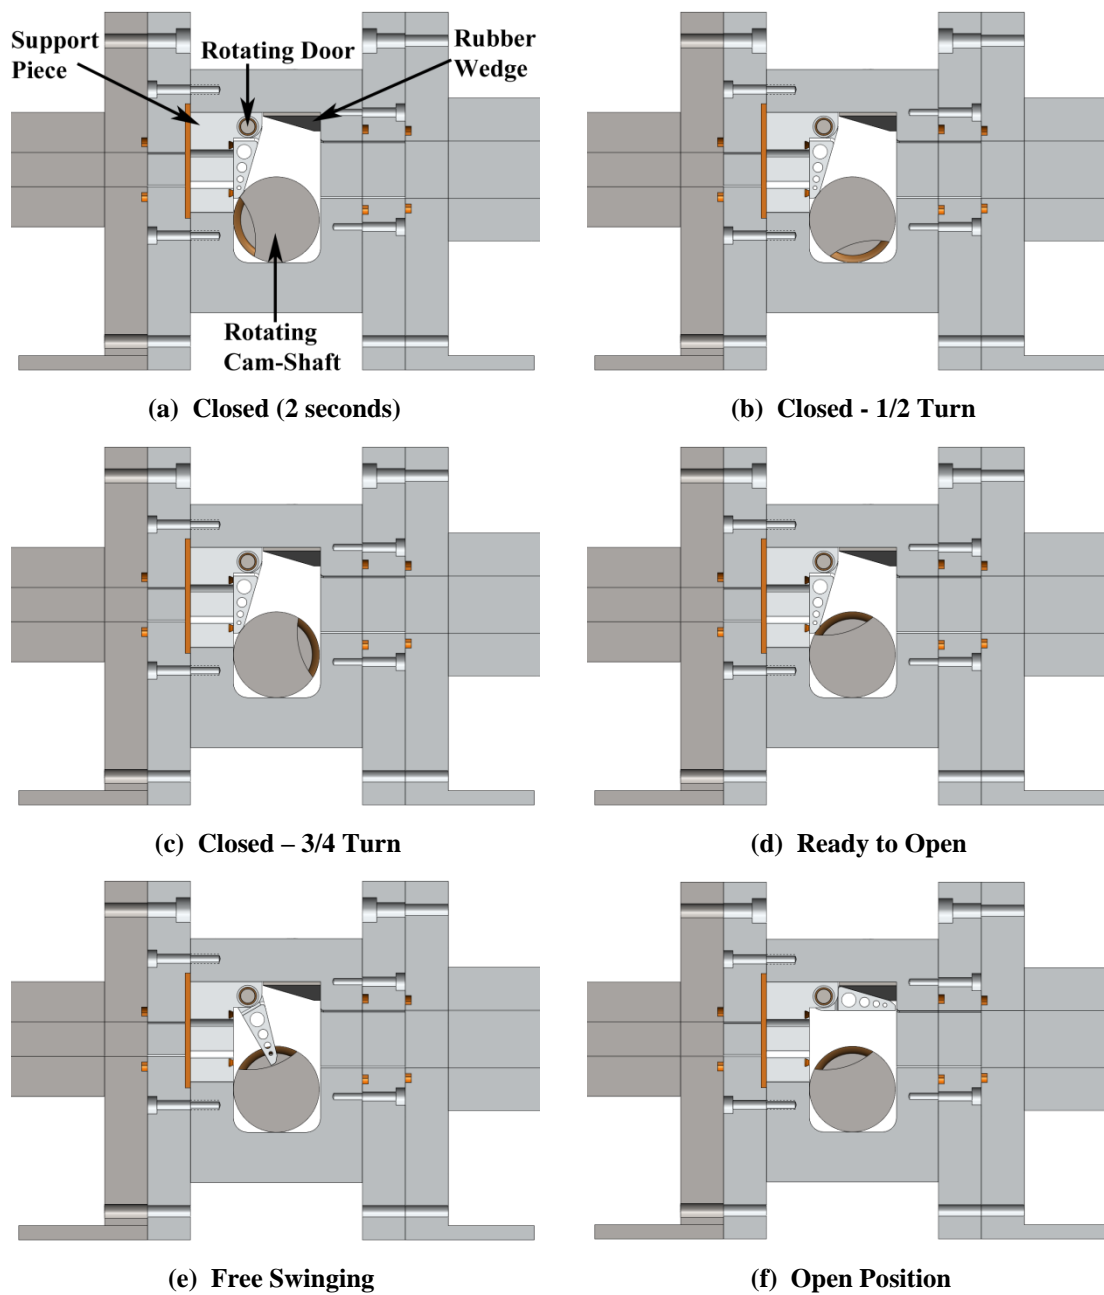 Support
Piece
Rotating Door
Rubber
Wedge
Rotating
Cam-Shaft
(a) Closed (2 seconds)
(b) Closed - 1/2 Turn
(c) Closed – 3/4 Turn
(d) Ready to Open
(e) Free Swinging
(f) Open Position